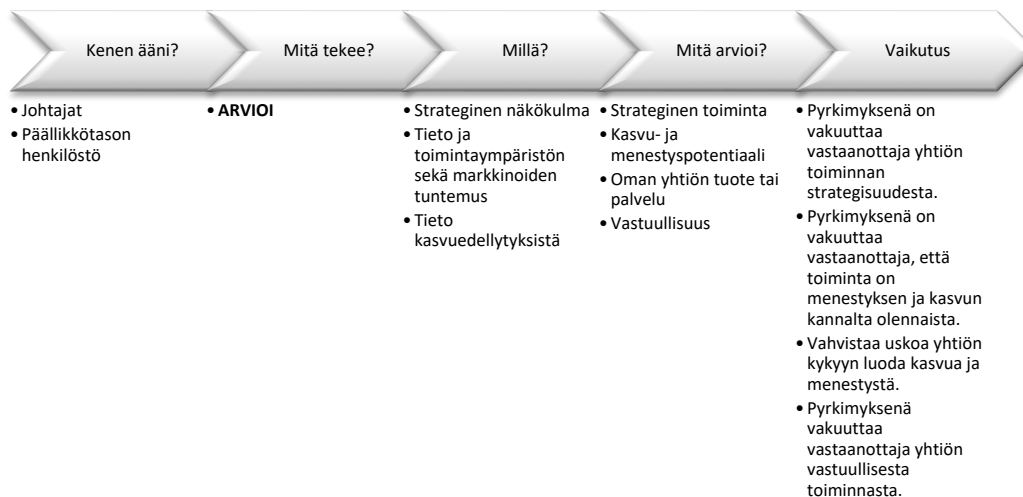 Kenen ääni?
Mitä tekee?
Millä?
Mitä arvioi?
Vaikutus
• Johtajat
• Päällikkötason
henkilöstö
• ARVIOI
• Strateginen näkökulma
• Tieto ja
toimintaympäristön
sekä markkinoiden
tuntemus
• Tieto
kasvuedellytyksistä
• Strateginen toiminta
• Kasvu- ja
menestyspotentiaali
• Oman yhtiön tuote tai
palvelu
• Vastuullisuus
• Pyrkimyksenä on
vakuuttaa
vastaanottaja yhtiön
toiminnan
strategisuudesta.
• Pyrkimyksenä on
vakuuttaa
vastaanottaja, että
toiminta on
menestyksen ja kasvun
kannalta olennaista.
• Vahvistaa uskoa yhtiön
kykyyn luoda kasvua ja
menestystä.
• Pyrkimyksenä
vakuuttaa
vastaanottaja yhtiön
vastuullisesta
toiminnasta.